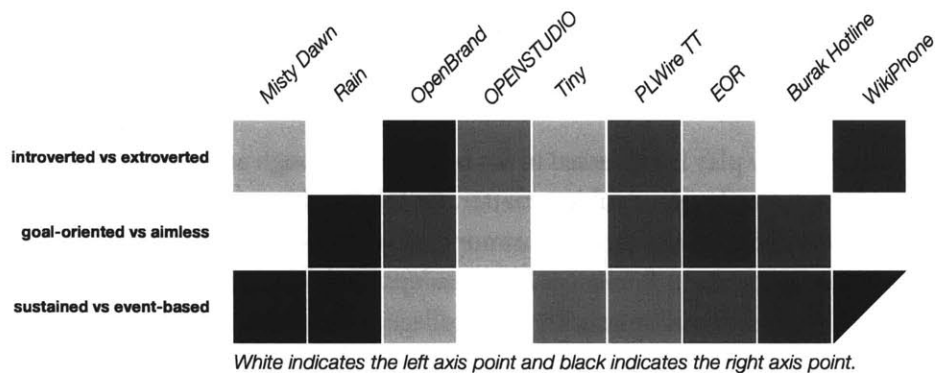 Misty Dawn
Rain
OpenBrand
OPENSTUDIO
Tiny
PLWire TT
EOR
Burak Hotline
WikiPhone
introverted vs extroverted
goal-oriented vs aimless
sustained vs event-based
White indicates the left axis point and black indicates the right axis point.